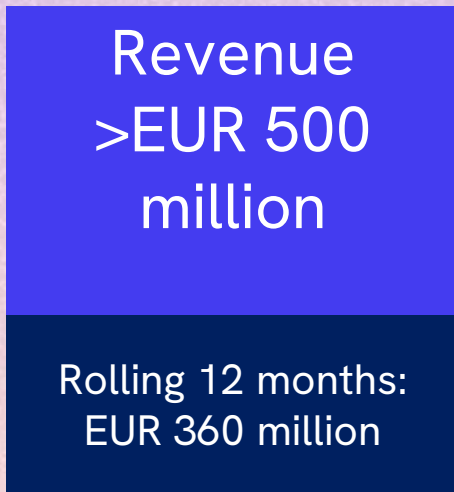 Revenue
>EUR 500
million
Rolling 12 months:
EUR 360 million